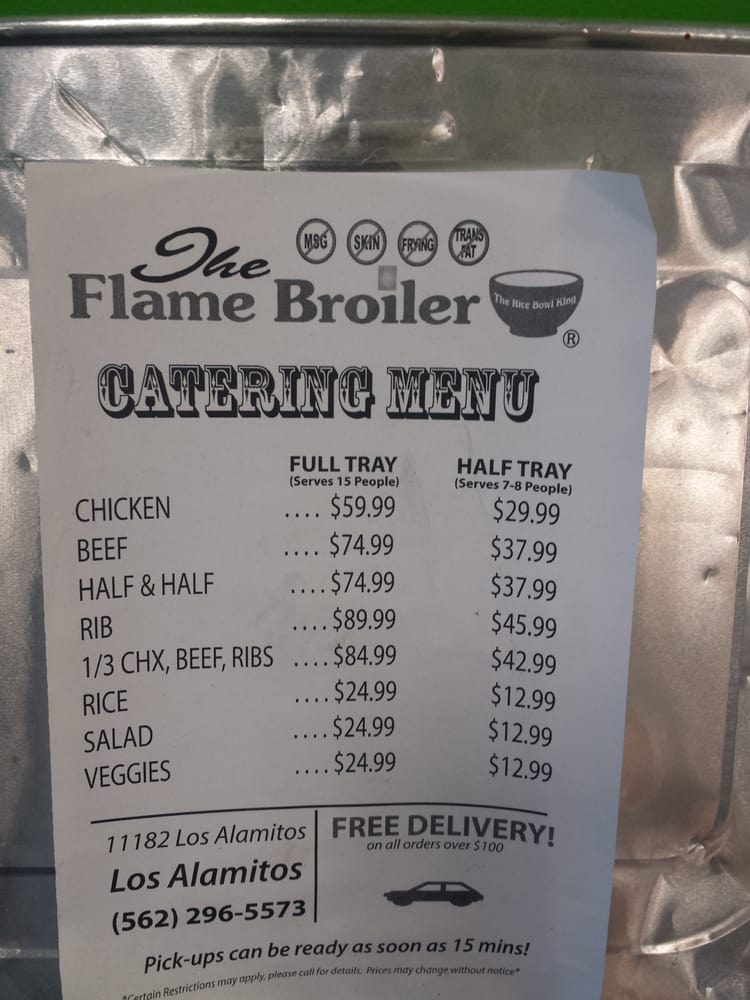 MSG SKIN FRYING TRANS FAT
The
Flame Broiler The Rice Bowl King ®
CATERING MENU
FULL TRAY HALF TRAY
(Serves 15 People) (Serves 7-8 People)
CHICKEN .... $59.99 $29.99
BEEF .... $74.99 $37.99
HALF & HALF .... $74.99 $37.99
RIB .... $89.99 $45.99
1/3 CHX, BEEF, RIBS .... $84.99 $42.99
RICE .... $24.99 $12.99
SALAD .... $24.99 $12.99
VEGGIES .... $24.99 $12.99
11182 Los Alamitos
Los Alamitos
(562) 296-5573
FREE DELIVERY!
on all orders over $100
Pick-ups can be ready as soon as 15 mins!
*Certain Restrictions may apply, please call for details. Prices may change without notice*